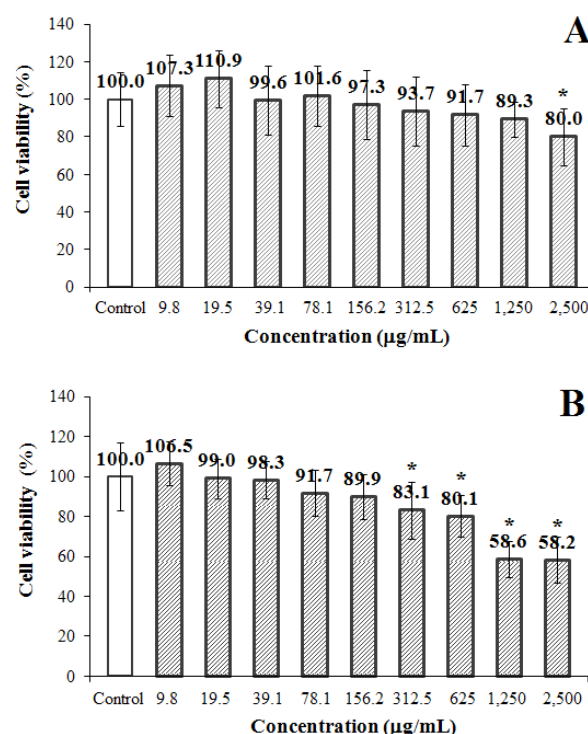 A
140
120
100
80
60
40
20
0
Cell viability (%)
100.0 107.3 110.9 99.6 101.6 97.3 93.7 91.7 89.3 * 80.0
Control 9.8 19.5 39.1 78.1 156.2 312.5 625 1,250 2,500
Concentration (µg/mL)
B
140
120
100
80
60
40
20
0
Cell viability (%)
100.0 106.5 99.0 98.3 91.7 89.9 * 83.1 * 80.1 * 58.6 * 58.2
Control 9.8 19.5 39.1 78.1 156.2 312.5 625 1,250 2,500
Concentration (µg/mL)